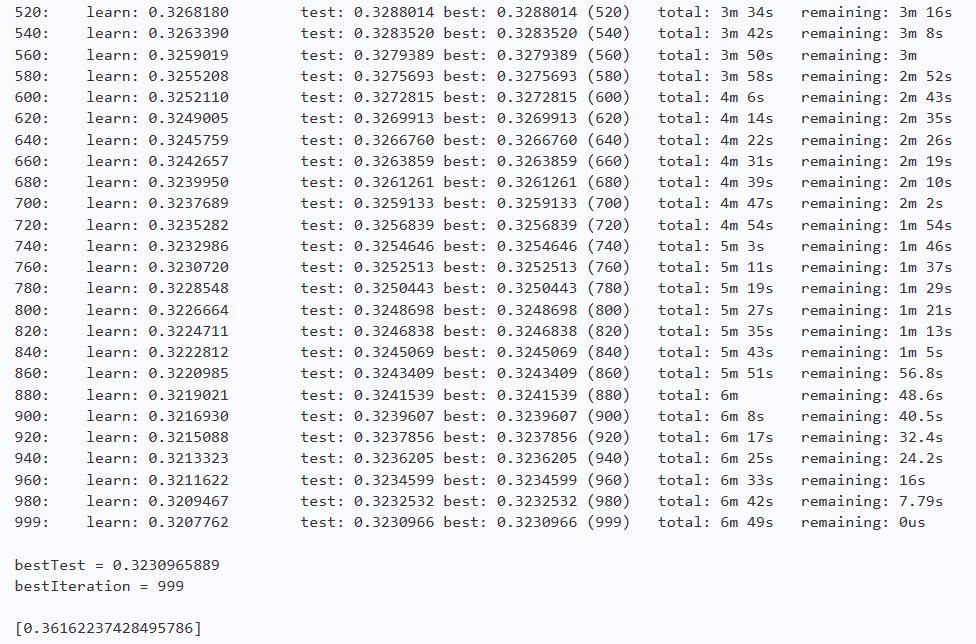 520: learn: 0.3268180 test: 0.3288014 best: 0.3288014 (520) total: 3m 34s remaining: 3m 16s
540: learn: 0.3263390 test: 0.3283520 best: 0.3283520 (540) total: 3m 42s remaining: 3m 8s
560: learn: 0.3259019 test: 0.3279389 best: 0.3279389 (560) total: 3m 50s remaining: 3m
580: learn: 0.3255208 test: 0.3275693 best: 0.3275693 (580) total: 3m 58s remaining: 2m 52s
600: learn: 0.3252110 test: 0.3272815 best: 0.3272815 (600) total: 4m 6s remaining: 2m 43s
620: learn: 0.3249005 test: 0.3269913 best: 0.3269913 (620) total: 4m 14s remaining: 2m 35s
640: learn: 0.3245759 test: 0.3266760 best: 0.3266760 (640) total: 4m 22s remaining: 2m 26s
660: learn: 0.3242657 test: 0.3263859 best: 0.3263859 (660) total: 4m 31s remaining: 2m 19s
680: learn: 0.3239950 test: 0.3261261 best: 0.3261261 (680) total: 4m 39s remaining: 2m 10s
700: learn: 0.3237689 test: 0.3259133 best: 0.3259133 (700) total: 4m 47s remaining: 2m 2s
720: learn: 0.3235282 test: 0.3256839 best: 0.3256839 (720) total: 4m 54s remaining: 1m 54s
740: learn: 0.3232986 test: 0.3254646 best: 0.3254646 (740) total: 5m 3s remaining: 1m 46s
760: learn: 0.3230720 test: 0.3252513 best: 0.3252513 (760) total: 5m 11s remaining: 1m 37s
780: learn: 0.3228548 test: 0.3250443 best: 0.3250443 (780) total: 5m 19s remaining: 1m 29s
800: learn: 0.3226664 test: 0.3248698 best: 0.3248698 (800) total: 5m 27s remaining: 1m 21s
820: learn: 0.3224711 test: 0.3246838 best: 0.3246838 (820) total: 5m 35s remaining: 1m 13s
840: learn: 0.3222812 test: 0.3245069 best: 0.3245069 (840) total: 5m 43s remaining: 1m 5s
860: learn: 0.3220985 test: 0.3243409 best: 0.3243409 (860) total: 5m 51s remaining: 56.8s
880: learn: 0.3219021 test: 0.3241539 best: 0.3241539 (880) total: 6m remaining: 48.6s
900: learn: 0.3216930 test: 0.3239607 best: 0.3239607 (900) total: 6m 8s remaining: 40.5s
920: learn: 0.3215088 test: 0.3237856 best: 0.3237856 (920) total: 6m 17s remaining: 32.4s
940: learn: 0.3213323 test: 0.3236205 best: 0.3236205 (940) total: 6m 25s remaining: 24.2s
960: learn: 0.3211622 test: 0.3234599 best: 0.3234599 (960) total: 6m 33s remaining: 16s
980: learn: 0.3209467 test: 0.3232532 best: 0.3232532 (980) total: 6m 42s remaining: 7.79s
999: learn: 0.3207762 test: 0.3230966 best: 0.3230966 (999) total: 6m 49s remaining: 0us
bestTest = 0.3230965889
bestIteration = 999
[0.36162237428495786]